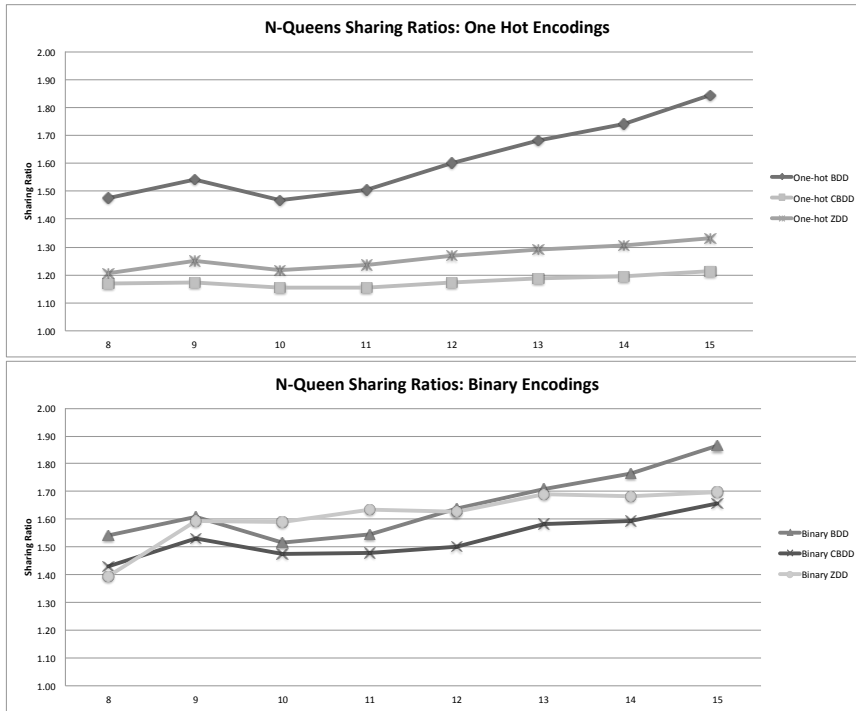 N-Queens Sharing Ratios: One Hot Encodings
2.00
1.90
1.80
1.70
1.60
1.50
1.40
1.30
1.20
1.10
1.00
Sharing Ratio
8 9 10 11 12 13 14 15
One-hot BDD
One-hot CBDD
One-hot ZDD
N-Queen Sharing Ratios: Binary Encodings
2.00
1.90
1.80
1.70
1.60
1.50
1.40
1.30
1.20
1.10
1.00
Sharing Ratio
8 9 10 11 12 13 14 15
Binary BDD
Binary CBDD
Binary ZDD